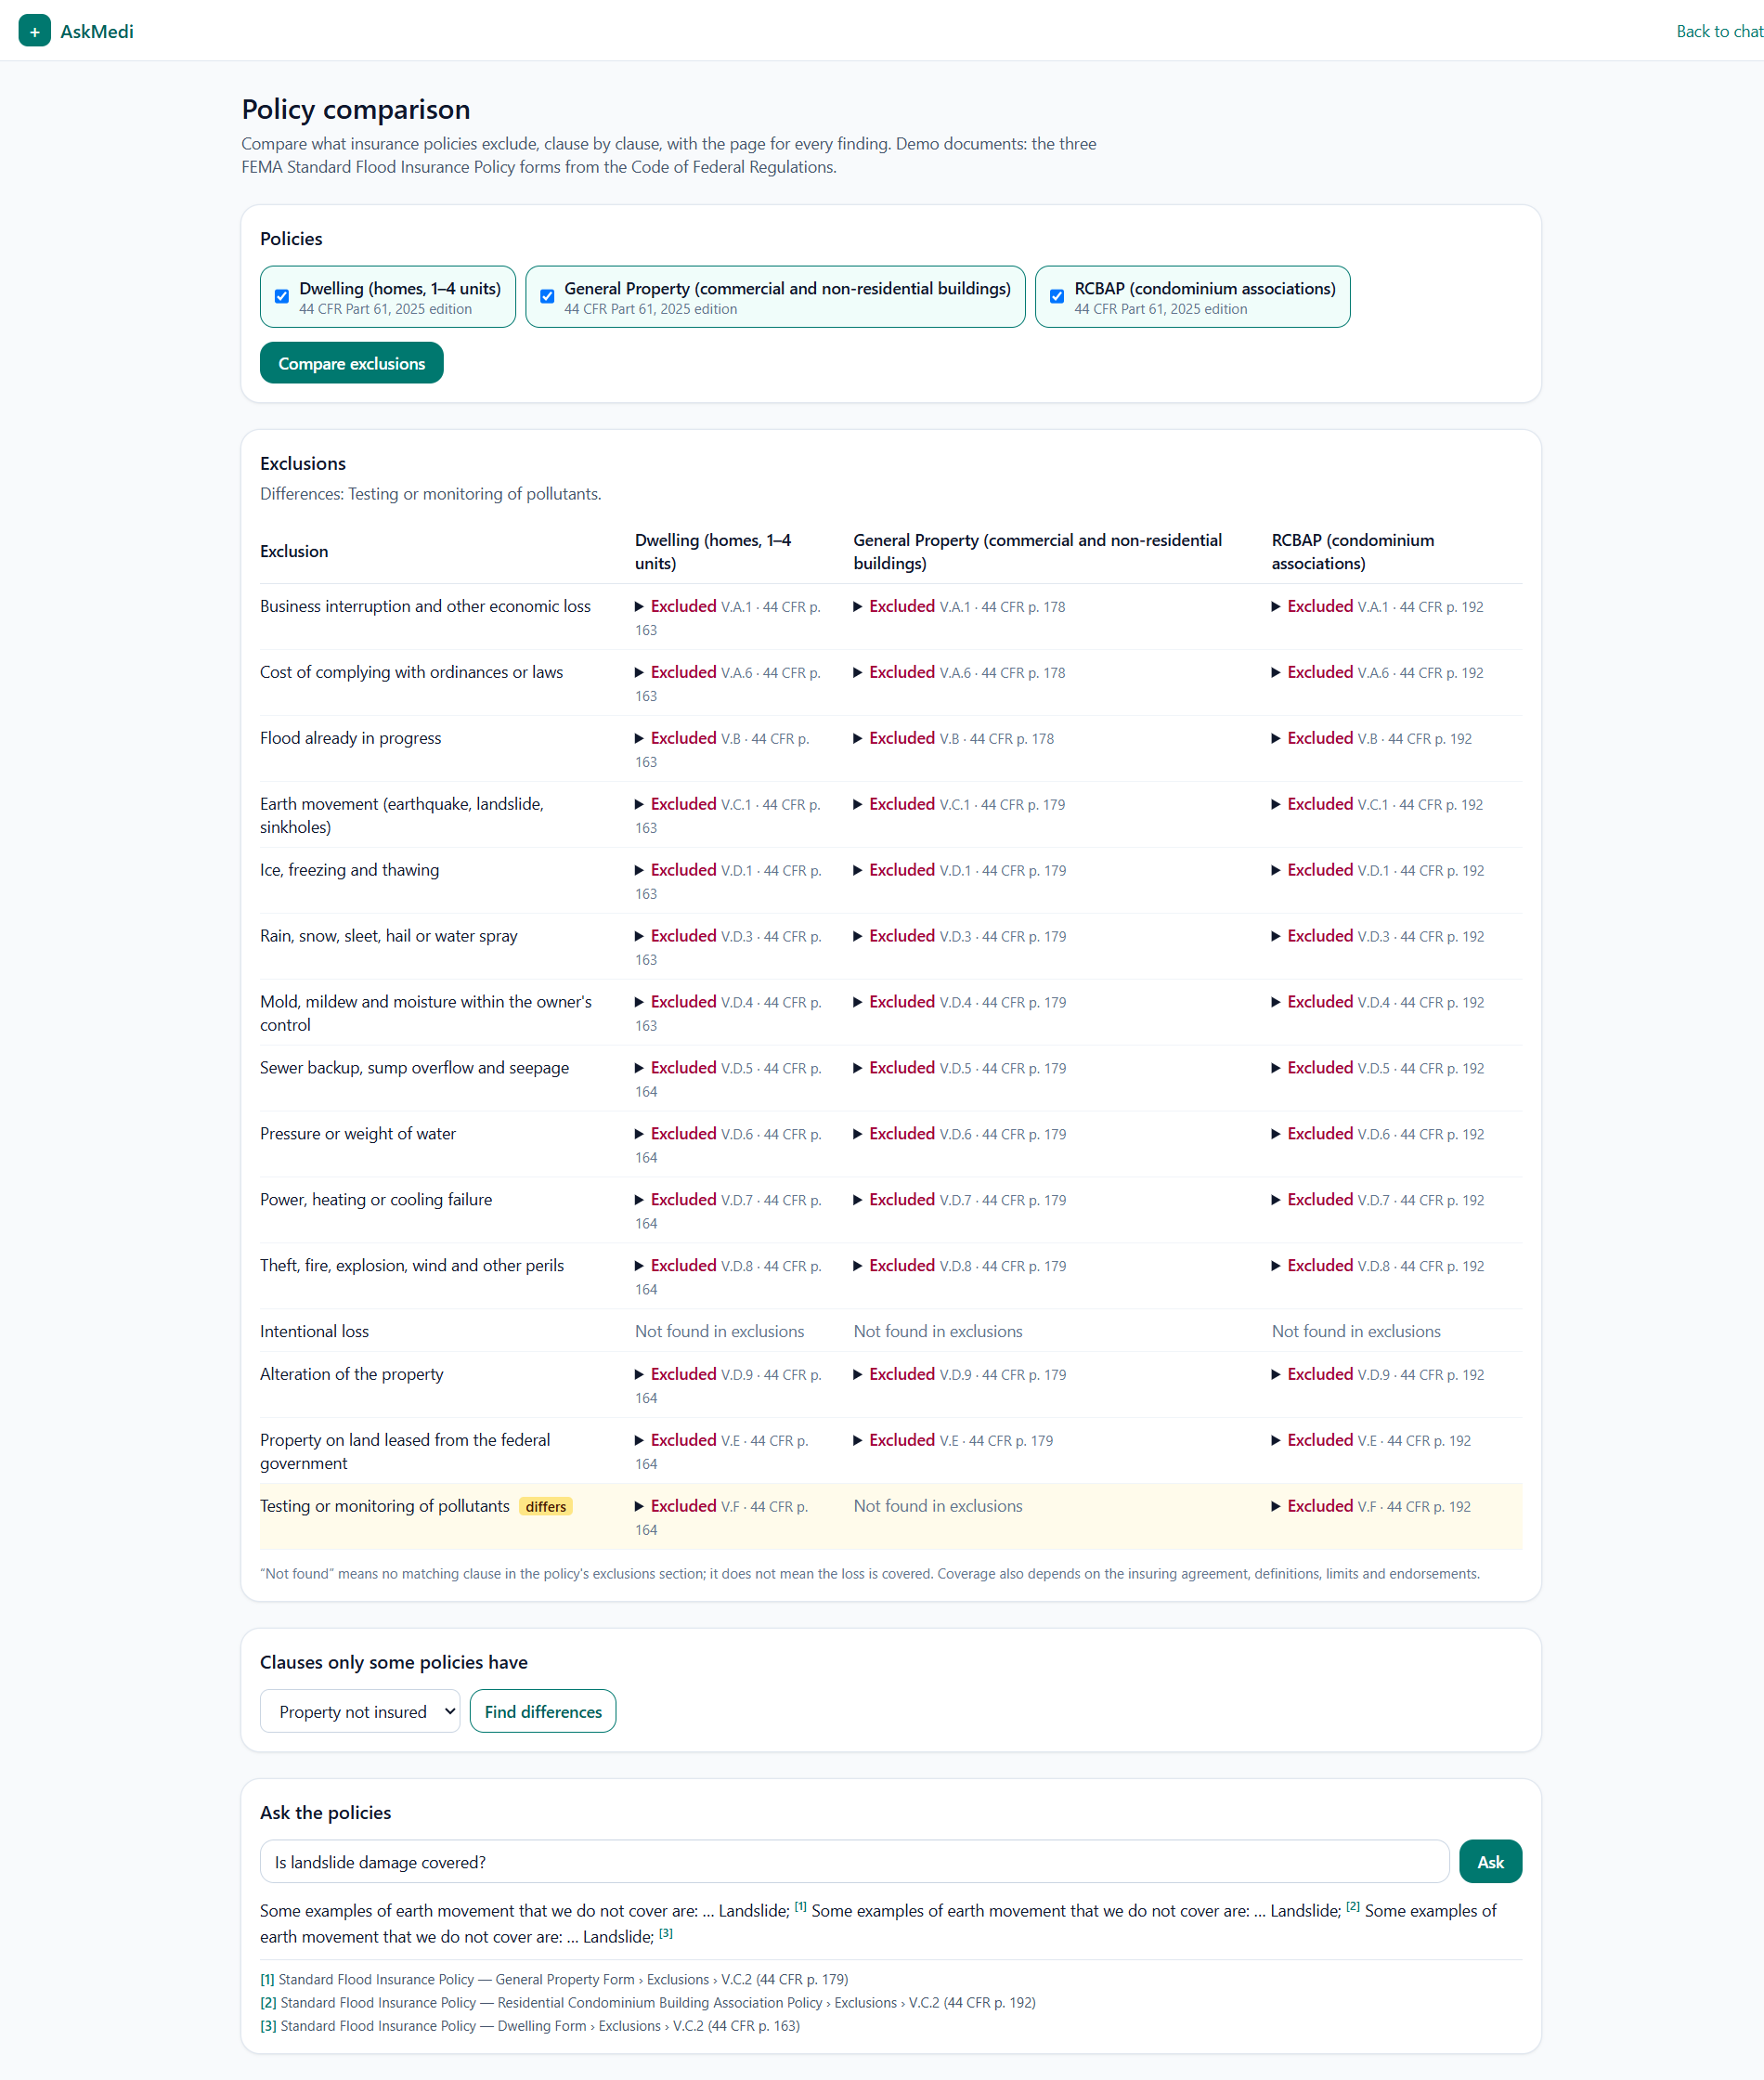 + AskMedi
Back to chat
Policy comparison
Compare what insurance policies exclude, clause by clause, with the page for every finding. Demo documents: the three
FEMA Standard Flood Insurance Policy forms from the Code of Federal Regulations.
Policies
Dwelling (homes, 1–4 units)
44 CFR Part 61, 2025 edition
General Property (commercial and non-residential buildings)
44 CFR Part 61, 2025 edition
RCBAP (condominium associations)
44 CFR Part 61, 2025 edition
Compare exclusions
Exclusions
Differences: Testing or monitoring of pollutants.
Exclusion
Dwelling (homes, 1–4
units)
General Property (commercial and non-residential
buildings)
RCBAP (condominium
associations)
Business interruption and other economic loss
Excluded V.A.1 · 44 CFR p.
163
Excluded V.A.1 · 44 CFR p. 178
Excluded V.A.1 · 44 CFR p. 192
Cost of complying with ordinances or laws
Excluded V.A.6 · 44 CFR p.
163
Excluded V.A.6 · 44 CFR p. 178
Excluded V.A.6 · 44 CFR p. 192
Flood already in progress
Excluded V.B · 44 CFR p.
163
Excluded V.B · 44 CFR p. 178
Excluded V.B · 44 CFR p. 192
Earth movement (earthquake, landslide,
sinkholes)
Excluded V.C.1 · 44 CFR p.
163
Excluded V.C.1 · 44 CFR p. 179
Excluded V.C.1 · 44 CFR p. 192
Ice, freezing and thawing
Excluded V.D.1 · 44 CFR p.
163
Excluded V.D.1 · 44 CFR p. 179
Excluded V.D.1 · 44 CFR p. 192
Rain, snow, sleet, hail or water spray
Excluded V.D.3 · 44 CFR p.
163
Excluded V.D.3 · 44 CFR p. 179
Excluded V.D.3 · 44 CFR p. 192
Mold, mildew and moisture within the owner's
control
Excluded V.D.4 · 44 CFR p.
163
Excluded V.D.4 · 44 CFR p. 179
Excluded V.D.4 · 44 CFR p. 192
Sewer backup, sump overflow and seepage
Excluded V.D.5 · 44 CFR p.
164
Excluded V.D.5 · 44 CFR p. 179
Excluded V.D.5 · 44 CFR p. 192
Pressure or weight of water
Excluded V.D.6 · 44 CFR p.
164
Excluded V.D.6 · 44 CFR p. 179
Excluded V.D.6 · 44 CFR p. 192
Power, heating or cooling failure
Excluded V.D.7 · 44 CFR p.
164
Excluded V.D.7 · 44 CFR p. 179
Excluded V.D.7 · 44 CFR p. 192
Theft, fire, explosion, wind and other perils
Excluded V.D.8 · 44 CFR p.
164
Excluded V.D.8 · 44 CFR p. 179
Excluded V.D.8 · 44 CFR p. 192
Intentional loss
Not found in exclusions
Not found in exclusions
Not found in exclusions
Alteration of the property
Excluded V.D.9 · 44 CFR p.
164
Excluded V.D.9 · 44 CFR p. 179
Excluded V.D.9 · 44 CFR p. 192
Property on land leased from the federal
government
Excluded V.E · 44 CFR p.
164
Excluded V.E · 44 CFR p. 179
Excluded V.E · 44 CFR p. 192
Testing or monitoring of pollutants differs
Excluded V.F · 44 CFR p.
164
Not found in exclusions
Excluded V.F · 44 CFR p. 192
“Not found” means no matching clause in the policy's exclusions section; it does not mean the loss is covered. Coverage also depends on the insuring agreement, definitions, limits and endorsements.
Clauses only some policies have
Property not insured
Find differences
Ask the policies
Is landslide damage covered?
Ask
Some examples of earth movement that we do not cover are: ... Landslide; [1] Some examples of earth movement that we do not cover are: ... Landslide; [2] Some examples of
earth movement that we do not cover are: ... Landslide; [3]
[1] Standard Flood Insurance Policy — General Property Form › Exclusions › V.C.2 (44 CFR p. 179)
[2] Standard Flood Insurance Policy — Residential Condominium Building Association Policy › Exclusions › V.C.2 (44 CFR p. 192)
[3] Standard Flood Insurance Policy — Dwelling Form › Exclusions › V.C.2 (44 CFR p. 163)